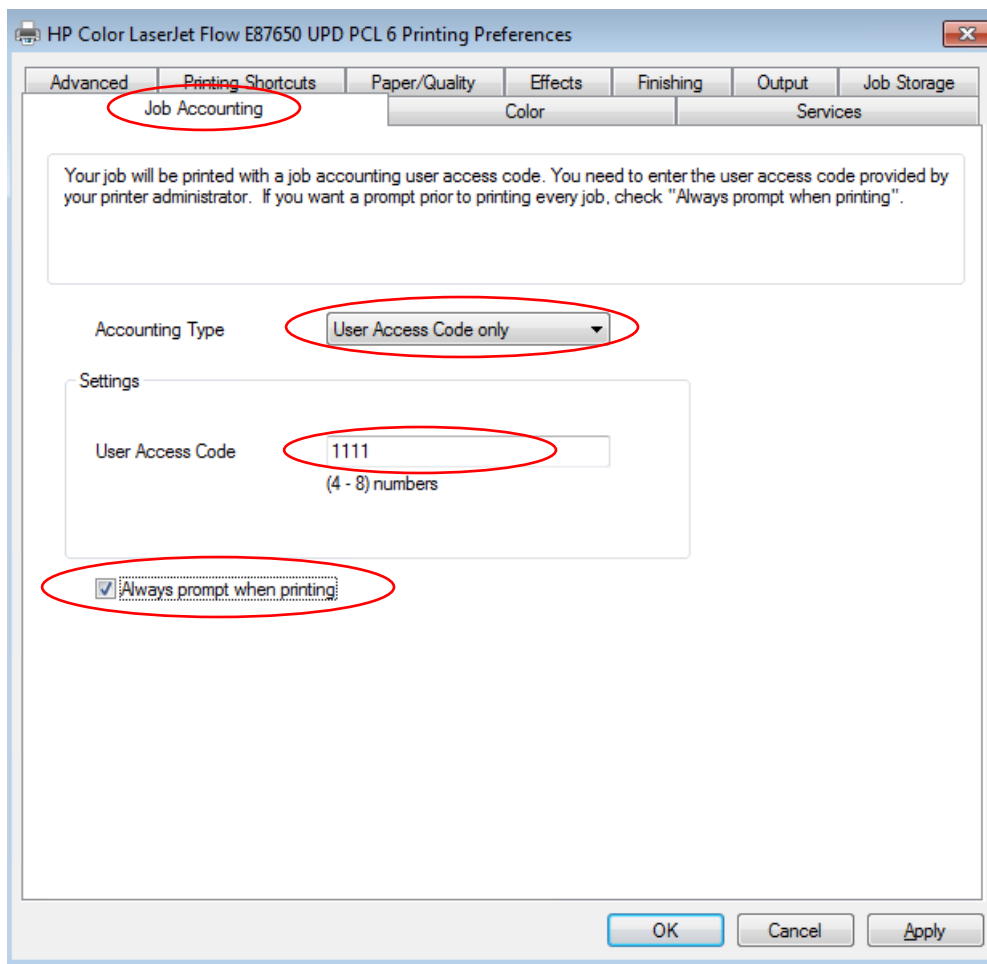 HP Color LaserJet Flow E87650 UPD PCL 6 Printing Preferences
Advanced Printing Shortcuts Paper/Quality Effects Finishing Output Job Storage
Job Accounting Color Services
Your job will be printed with a job accounting user access code. You need to enter the user access code provided by
your printer administrator. If you want a prompt prior to printing every job, check "Always prompt when printing".
Accounting Type User Access Code only
Settings
User Access Code 1111
(4 - 8) numbers
Always prompt when printing
OK Cancel Apply